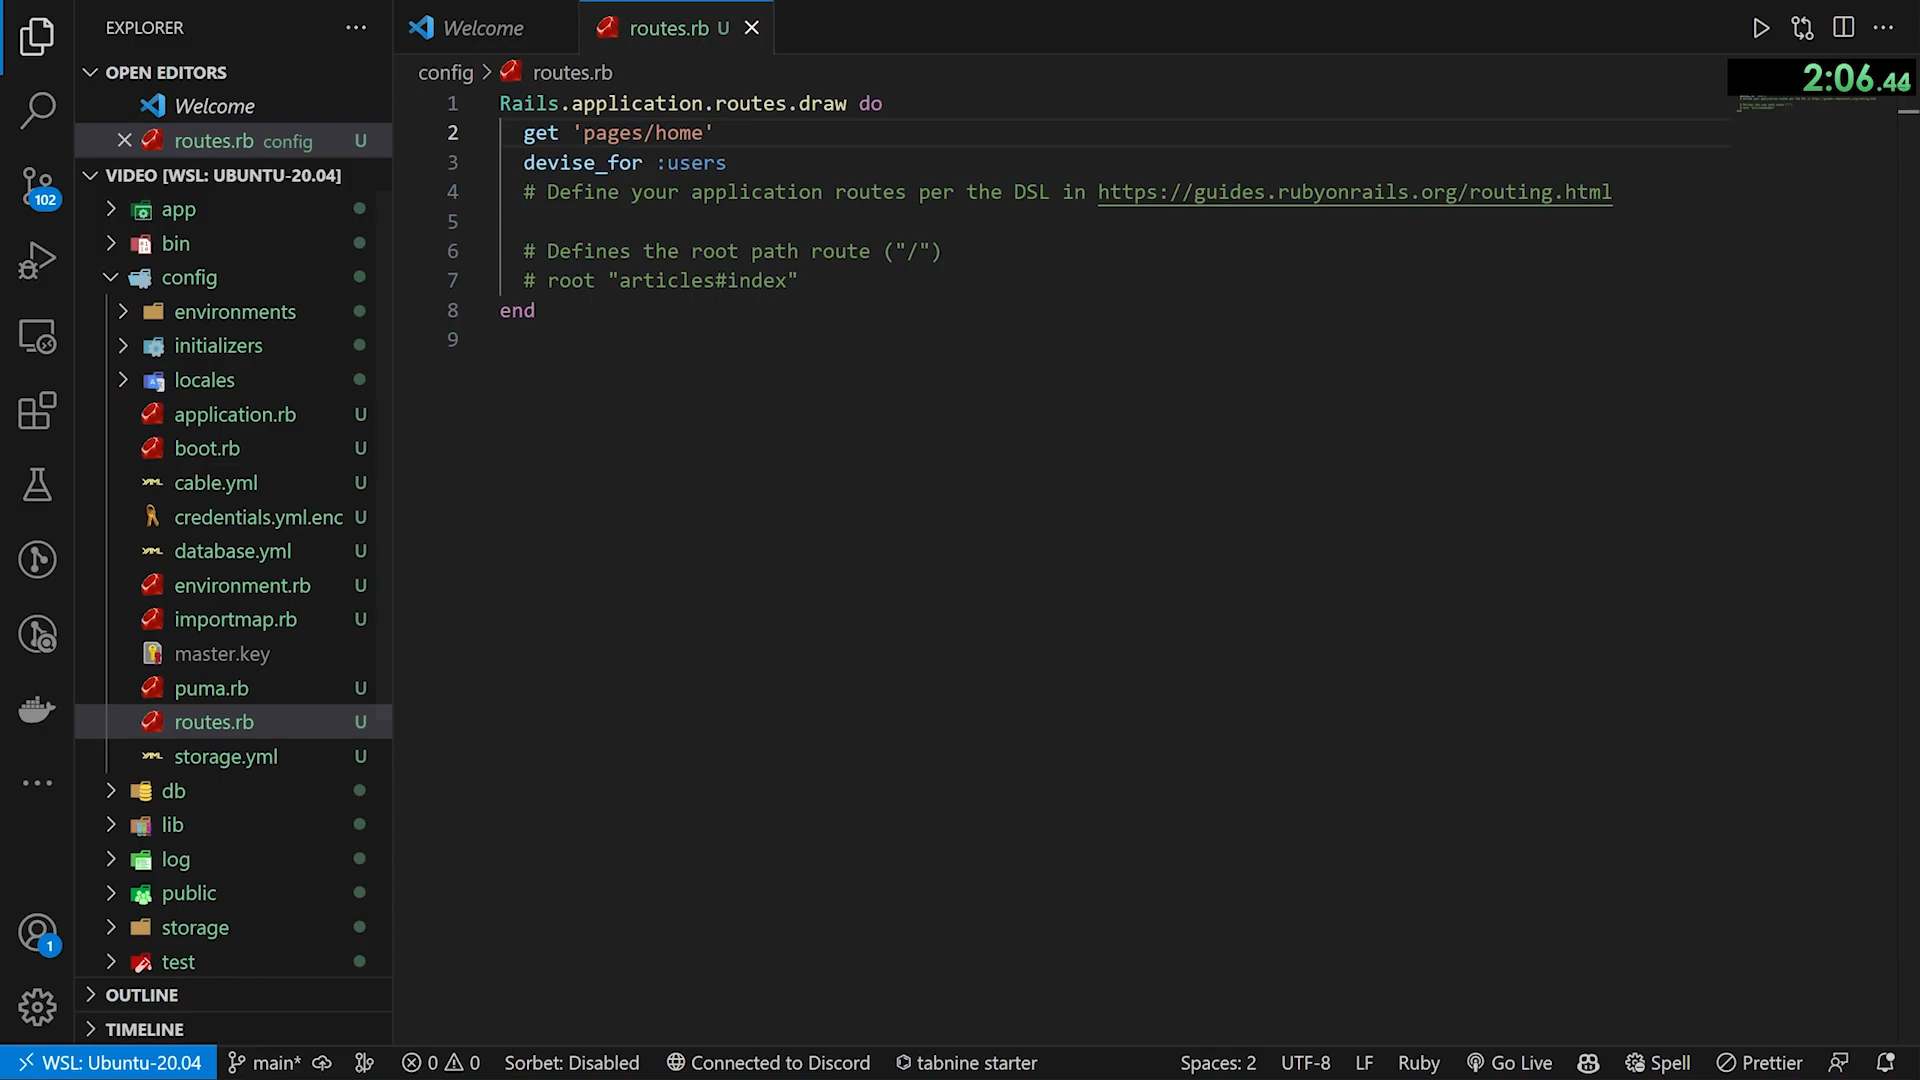 EXPLORER
Welcome
routes.rb U
OPEN EDITORS
Welcome
routes.rb config U
VIDEO [WSL: UBUNTU-20.04]
app
bin
config
environments
initializers
locales
application.rb U
boot.rb U
cable.yml U
credentials.yml.enc U
database.yml U
environment.rb U
importmap.rb U
master.key
puma.rb U
routes.rb U
storage.yml U
db
lib
log
public
storage
test
OUTLINE
TIMELINE
102
1
config > routes.rb
2:06.44
1 Rails.application.routes.draw do
2 get 'pages/home'
3 devise_for :users
4 # Define your application routes per the DSL in https://guides.rubyonrails.org/routing.html
5
6 # Defines the root path route ("/")
7 # root "articles#index"
8 end
9
WSL: Ubuntu-20.04 main* 0 0 Sorbet: Disabled Connected to Discord tabnine starter Spaces: 2 UTF-8 LF Ruby Go Live Spell Prettier